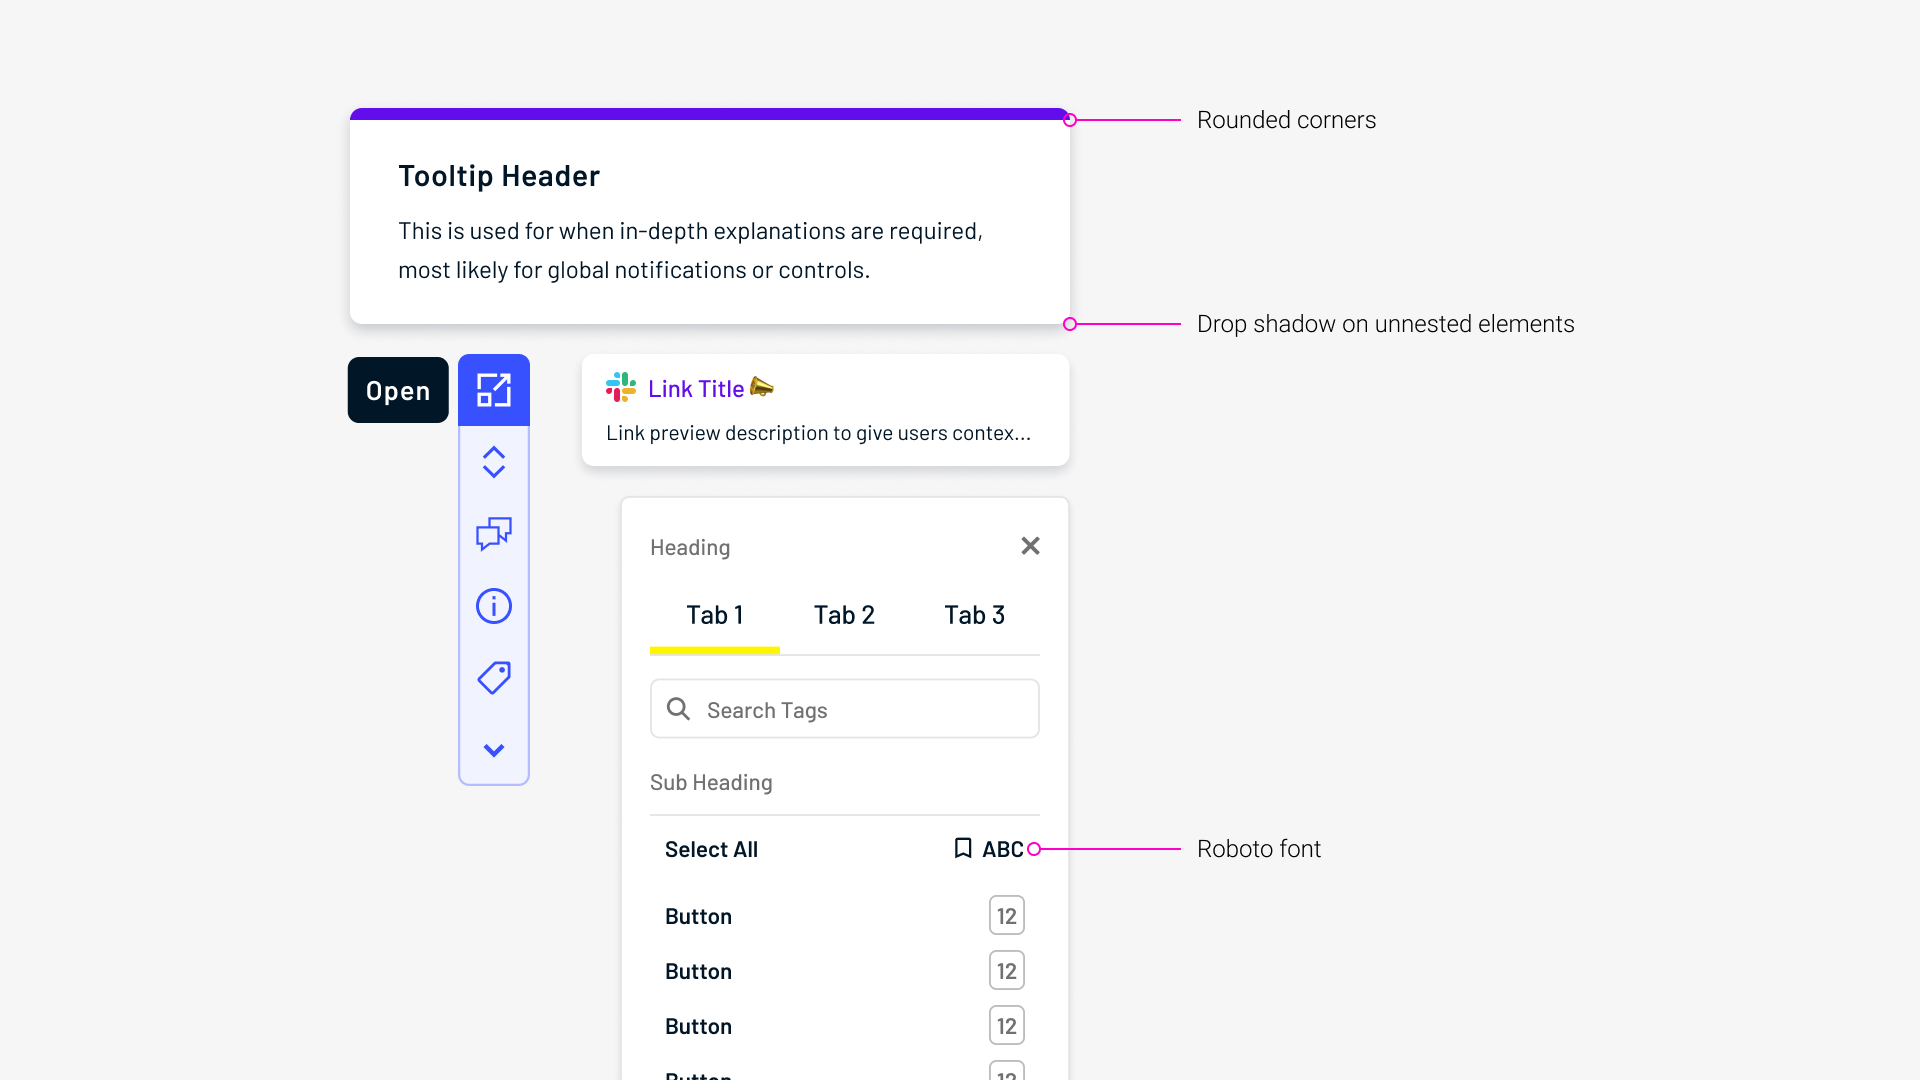 Rounded corners
Tooltip Header
This is used for when in-depth explanations are required,
most likely for global notifications or controls.
Drop shadow on unnested elements
Open
Link Title
Link preview description to give users contex...
Heading
Tab 1 Tab 2 Tab 3
Search Tags
Sub Heading
Select All ABC
Roboto font
Button 12
Button 12
Button 12
Button 12